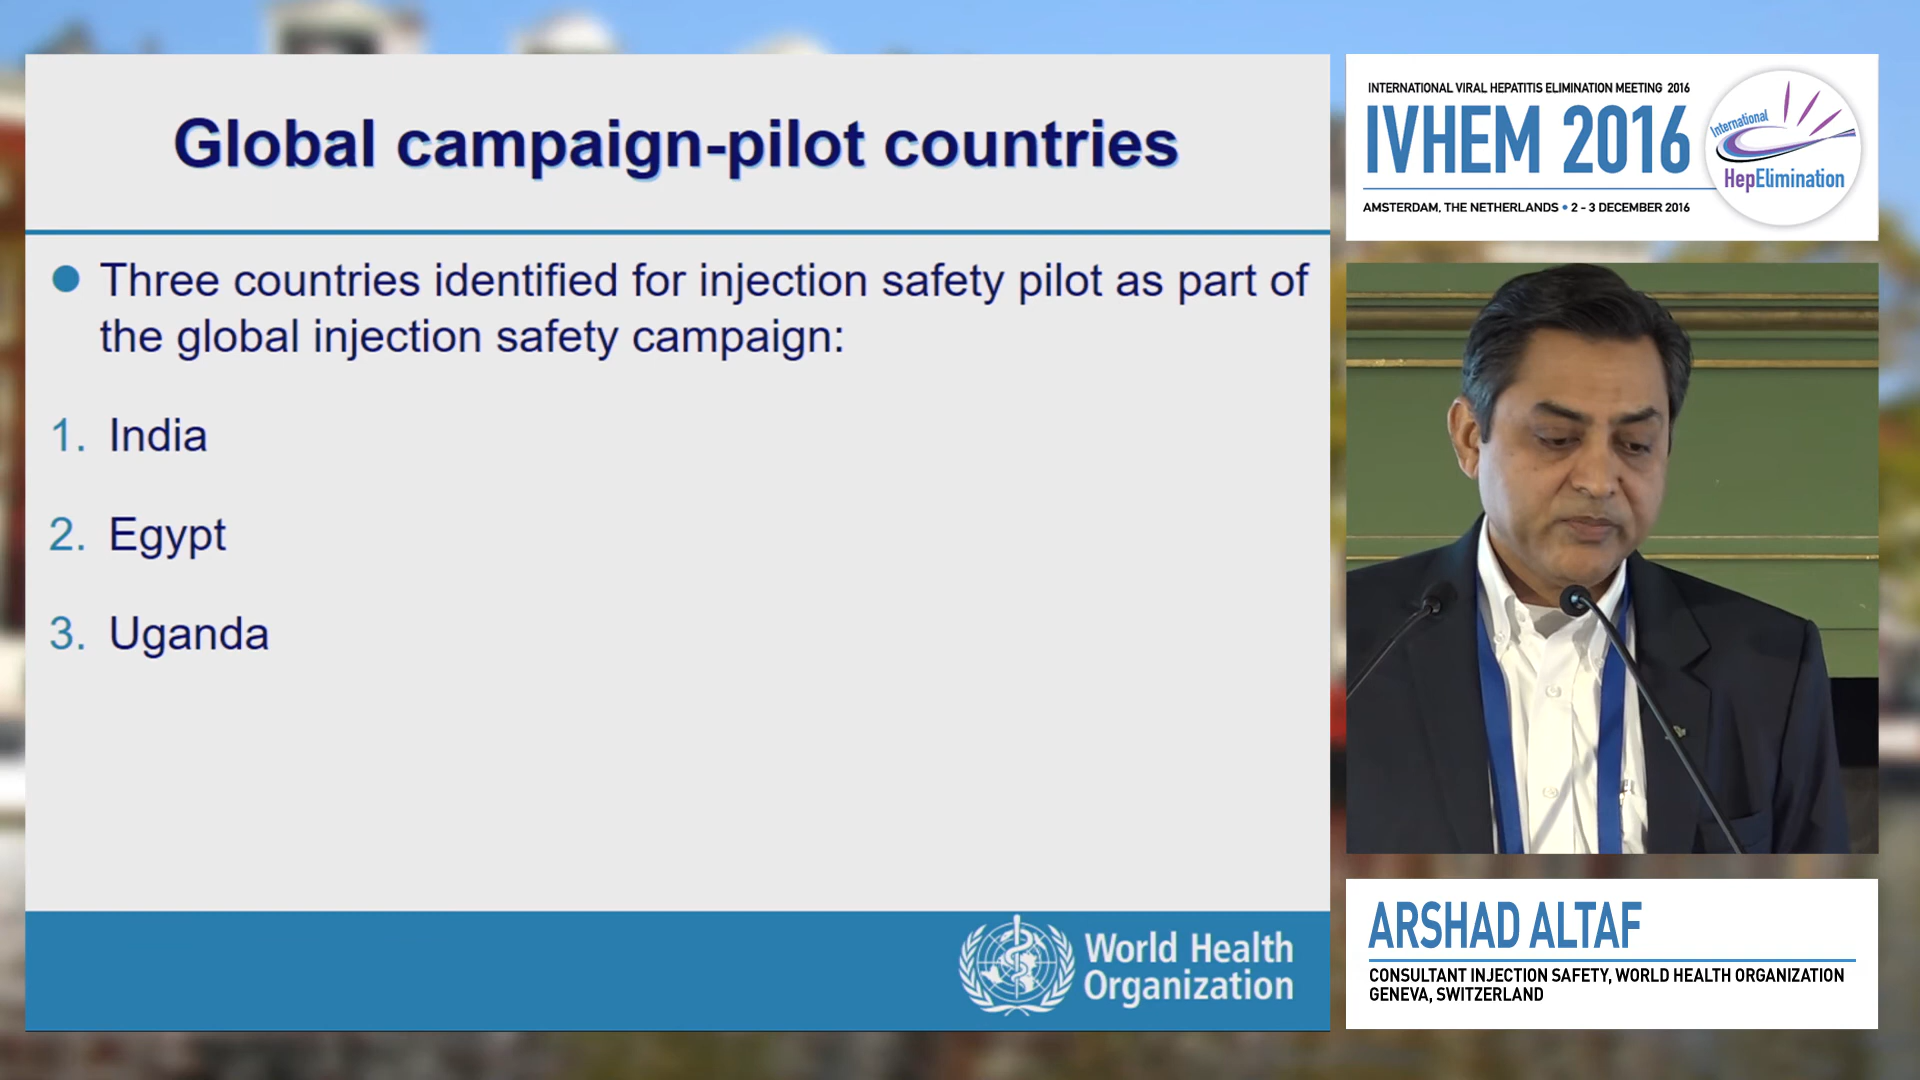 Global campaign-pilot countries
Three countries identified for injection safety pilot as part of
the global injection safety campaign:
1. India
2. Egypt
3. Uganda
World Health
Organization
INTERNATIONAL VIRAL HEPATITIS ELIMINATION MEETING 2016
IVHEM 2016
AMSTERDAM, THE NETHERLANDS • 2 - 3 DECEMBER 2016
International
HepElimination
ARSHAD ALTAF
CONSULTANT INJECTION SAFETY, WORLD HEALTH ORGANIZATION
GENEVA, SWITZERLAND